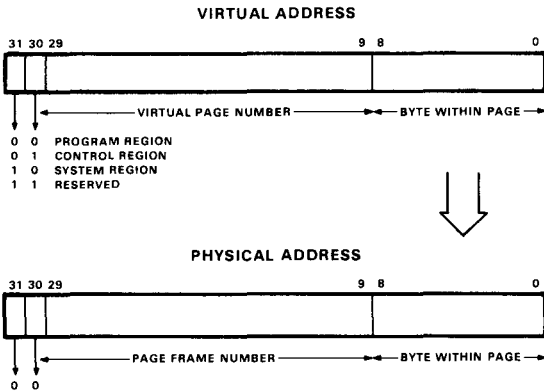 VIRTUAL ADDRESS
31 30 29 9 8 0
VIRTUAL PAGE NUMBER BYTE WITHIN PAGE
0 0 PROGRAM REGION
0 1 CONTROL REGION
1 0 SYSTEM REGION
1 1 RESERVED
PHYSICAL ADDRESS
31 30 29 9 8 0
PAGE FRAME NUMBER BYTE WITHIN PAGE
0 0